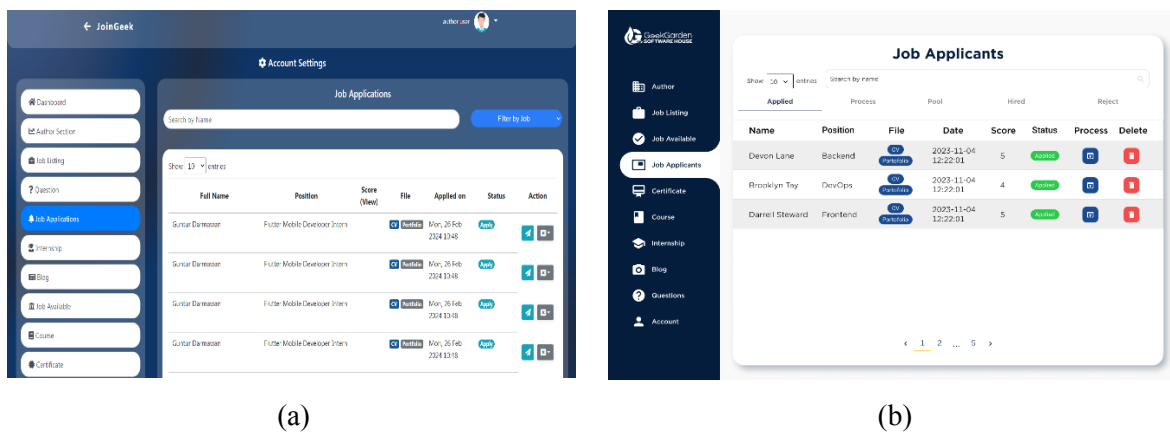 ← JoinGeek
author user
Account Settings
Dashboard
Author Section
Job Listing
? Question
Job Applications
Internship
Blog
Job Available
Course
Certificate
Job Applications
Search by Name
Filter by Job
Show 10 entries
Full Name Position Score (View) File Applied on Status Action
Guntur Darmawan Flutter Mobile Developer Intern CV Portfolio Mon, 26 Feb 2024 10:48 Apply
Guntur Darmawan Flutter Mobile Developer Intern CV Portfolio Mon, 26 Feb 2024 10:48 Apply
Guntur Darmawan Flutter Mobile Developer Intern CV Portfolio Mon, 26 Feb 2024 10:48 Apply
Guntur Darmawan Flutter Mobile Developer Intern CV Portfolio Mon, 26 Feb 2024 10:48 Apply
(a)
GeekGarden
SOFTWARE HOUSE
Author
Job Listing
Job Available
Job Applicants
Certificate
Course
Internship
Blog
Questions
Account
Job Applicants
Show 10 entries Search by name
Applied Process Pool Hired Reject
Name Position File Date Score Status Process Delete
Devon Lane Backend CV Portofolio 2023-11-04 12:22:01 5 Applied
Brooklyn Tay DevOps CV Portofolio 2023-11-04 12:22:01 4 Applied
Darrell Steward Frontend CV Portofolio 2023-11-04 12:22:01 5 Applied
‹ 1 2 ... 5 ›
(b)